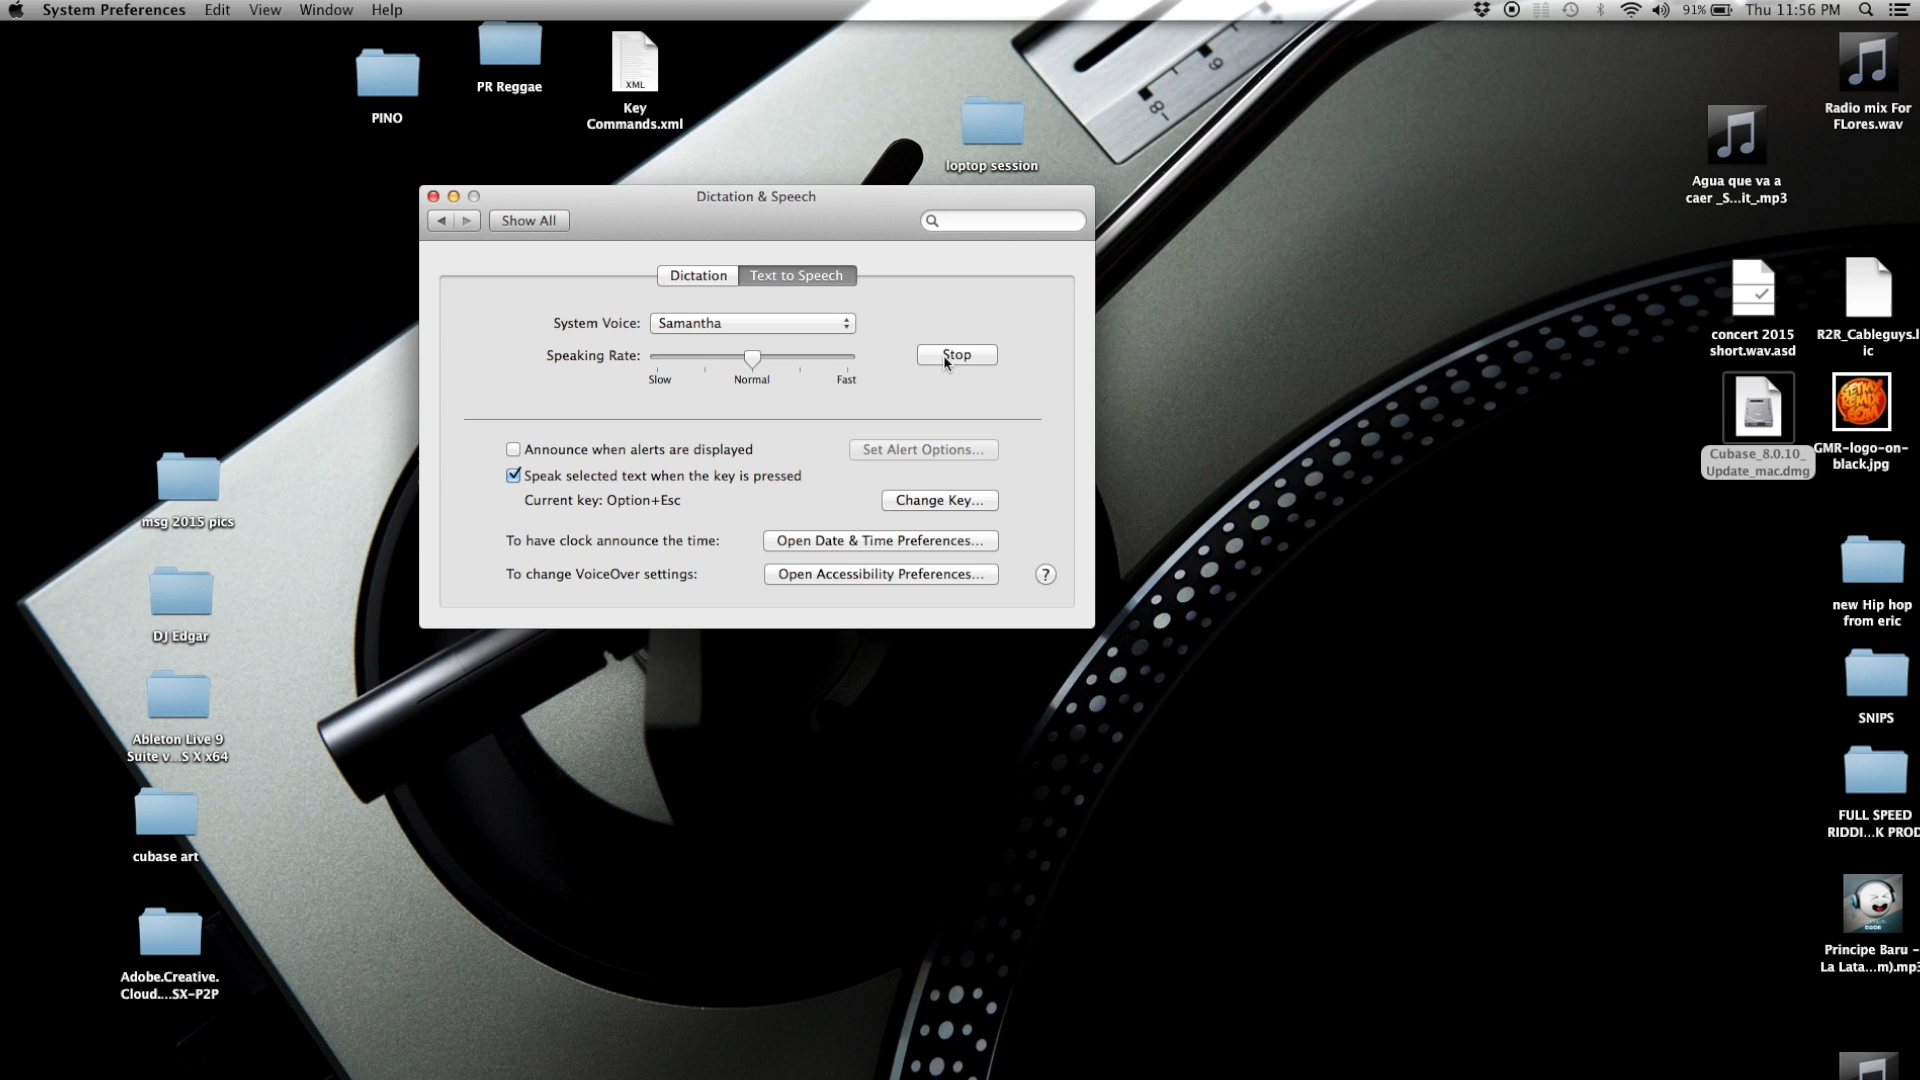 System Preferences Edit View Window Help
91% Thu 11:56 PM
PINO
PR Reggae
XML
Key
Commands.xml
loptop session
Radio mix For
FLores.wav
Agua que va a
caer _S...it_.mp3
9
8-
Dictation & Speech
Show All
Dictation
Text to Speech
System Voice: Samantha
Speaking Rate:
Stop
Slow
Normal
Fast
Announce when alerts are displayed
Set Alert Options...
Speak selected text when the key is pressed
Current key: Option+Esc
Change Key...
To have clock announce the time:
Open Date & Time Preferences...
To change VoiceOver settings:
Open Accessibility Preferences...
?
concert 2015
short.wav.asd
R2R_Cableguys.l
ic
Cubase_8.0.10_
Update_mac.dmg
GETMY
REMIX
.COM
GMR-logo-on-
black.jpg
msg 2015 pics
DJ Edgar
Ableton Live 9
Suite v...S X x64
cubase art
Adobe.Creative.
Cloud....SX-P2P
new Hip hop
from eric
SNIPS
FULL SPEED
RIDDI...K PROD
Principe Baru -
La Lata...m).mp3